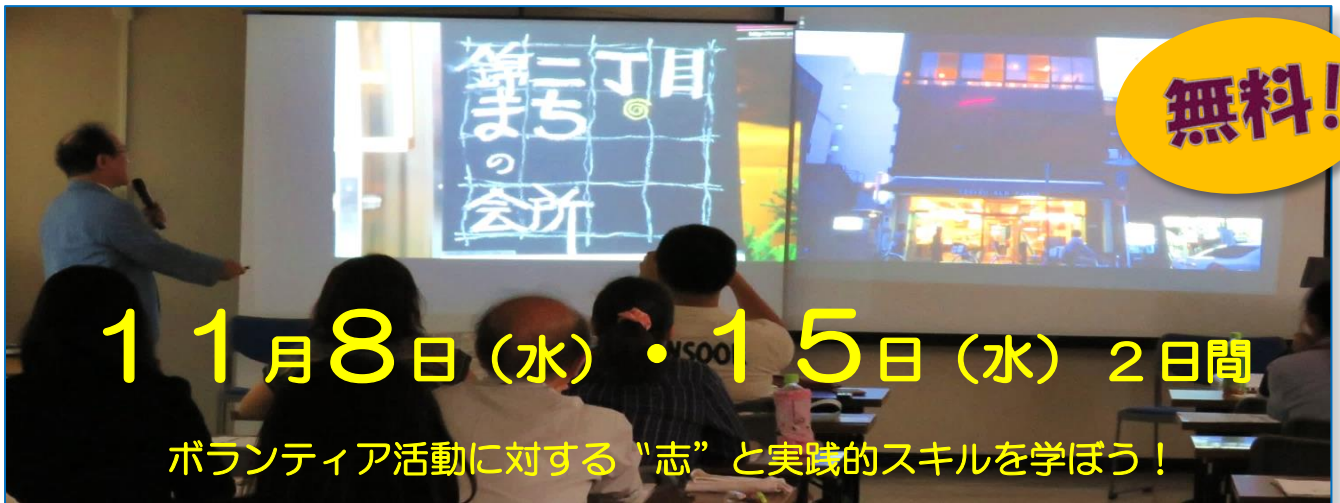 錦二丁目
まち
の
会所
無料!
11月8日(水)・15日(水) 2日間
ボランティア活動に対する“志”と実践的スキルを学ぼう!